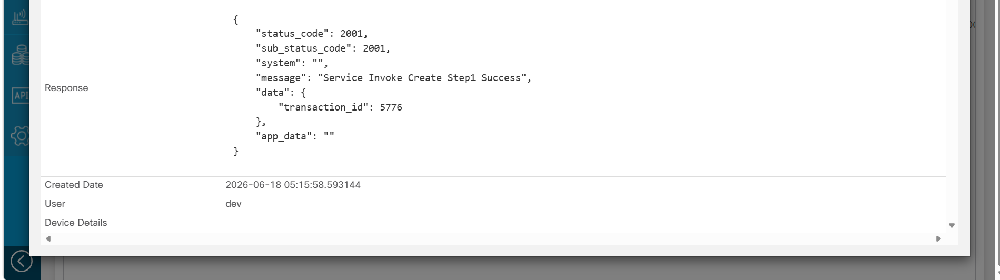 {
    "status_code": 2001,
    "sub_status_code": 2001,
    "system": "",
    "message": "Service Invoke Create Step1 Success",
Response
    "data": {
        "transaction_id": 5776
    },
    "app_data": ""
}
Created Date 2026-06-18 05:15:58.593144
User dev
Device Details
API